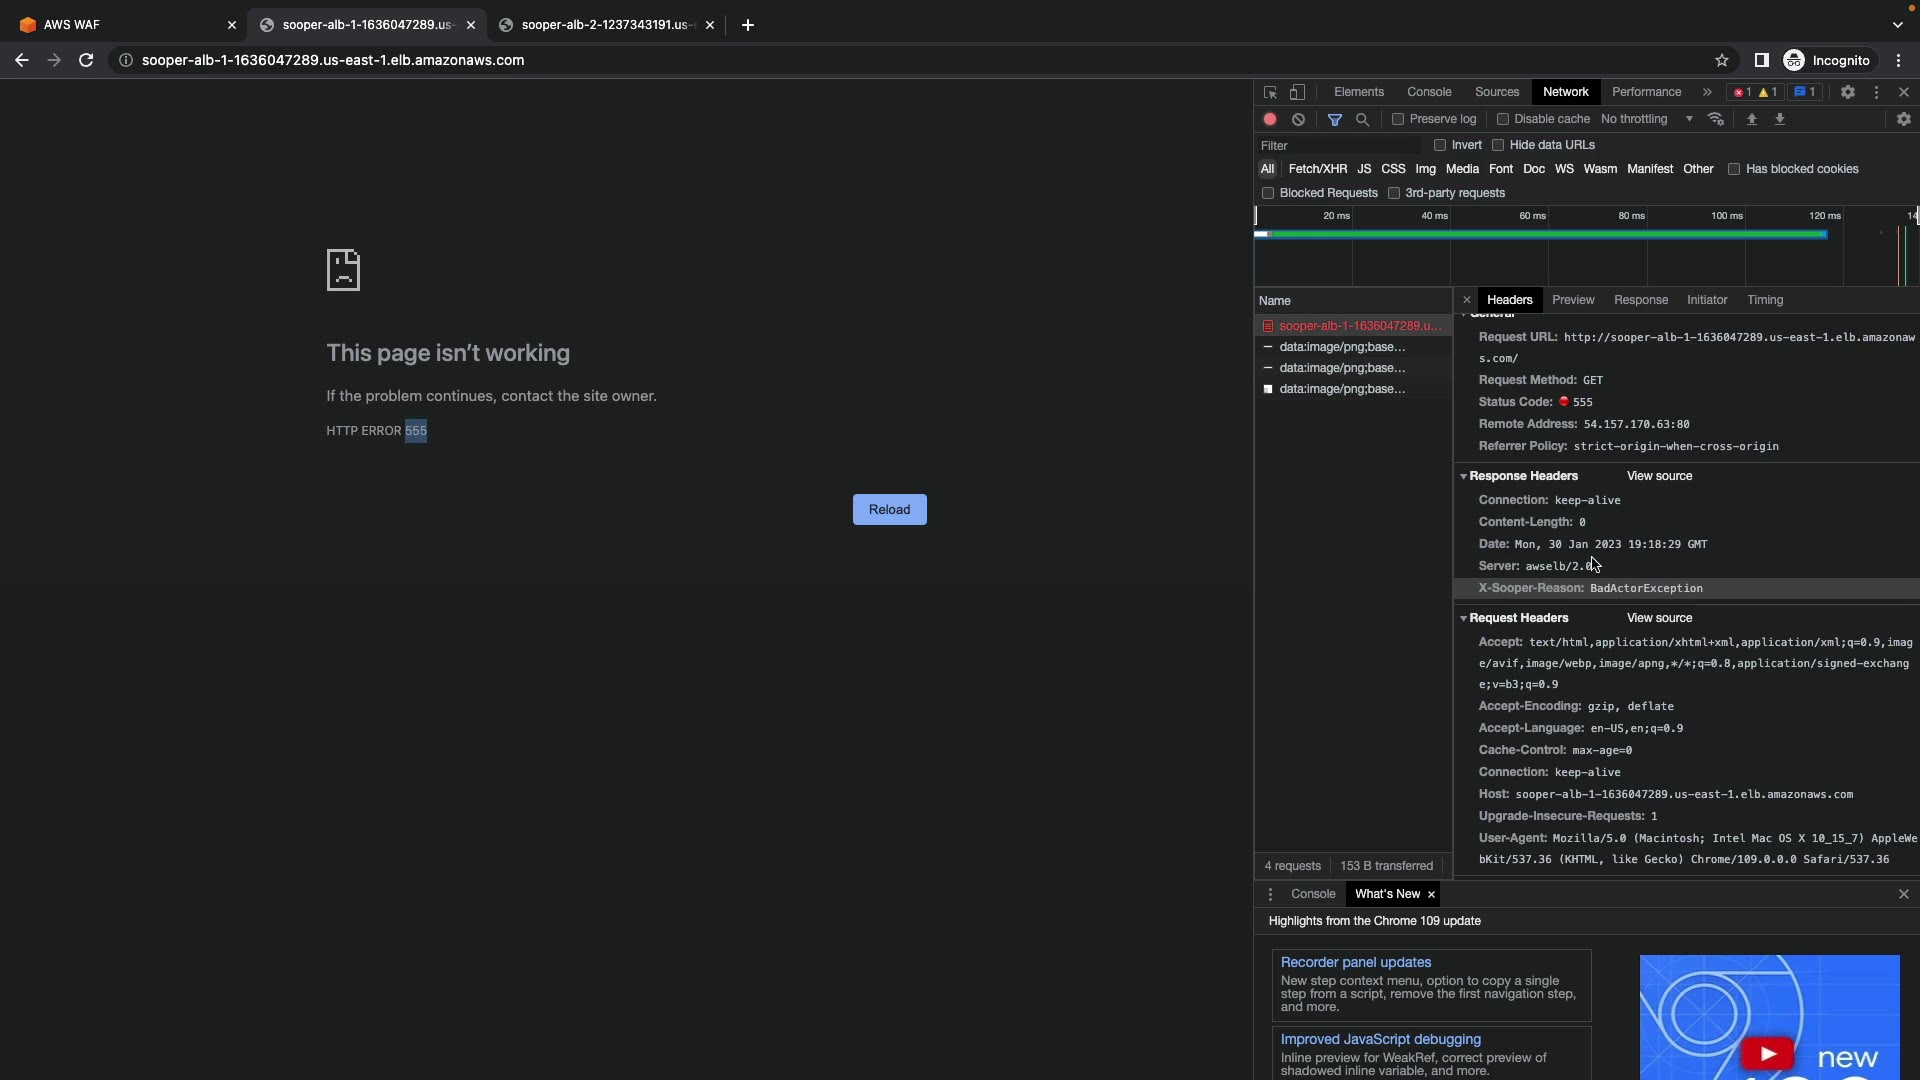 AWS WAF
sooper-alb-1-1636047289.us-
sooper-alb-2-1237343191.us-
sooper-alb-1-1636047289.us-east-1.elb.amazonaws.com
Incognito
This page isn't working
If the problem continues, contact the site owner.
HTTP ERROR 555
Reload
Elements Console Sources Network Performance » 1 1 1
Preserve log Disable cache No throttling
Filter Invert Hide data URLs
All Fetch/XHR JS CSS Img Media Font Doc WS Wasm Manifest Other Has blocked cookies
Blocked Requests 3rd-party requests
20 ms 40 ms 60 ms 80 ms 100 ms 120 ms 14
Name
sooper-alb-1-1636047289.u...
data:image/png;base...
data:image/png;base...
data:image/png;base...
4 requests 153 B transferred
Headers Preview Response Initiator Timing
General
Request URL: http://sooper-alb-1-1636047289.us-east-1.elb.amazonaw
s.com/
Request Method: GET
Status Code: 555
Remote Address: 54.157.170.63:80
Referrer Policy: strict-origin-when-cross-origin
Response Headers View source
Connection: keep-alive
Content-Length: 0
Date: Mon, 30 Jan 2023 19:18:29 GMT
Server: awselb/2.0
X-Sooper-Reason: BadActorException
Request Headers View source
Accept: text/html,application/xhtml+xml,application/xml;q=0.9,imag
e/avif,image/webp,image/apng,*/*;q=0.8,application/signed-exchang
e;v=b3;q=0.9
Accept-Encoding: gzip, deflate
Accept-Language: en-US,en;q=0.9
Cache-Control: max-age=0
Connection: keep-alive
Host: sooper-alb-1-1636047289.us-east-1.elb.amazonaws.com
Upgrade-Insecure-Requests: 1
User-Agent: Mozilla/5.0 (Macintosh; Intel Mac OS X 10_15_7) AppleWe
bKit/537.36 (KHTML, like Gecko) Chrome/109.0.0.0 Safari/537.36
Console What's New
Highlights from the Chrome 109 update
Recorder panel updates
New step context menu, option to copy a single
step from a script, remove the first navigation step,
and more.
Improved JavaScript debugging
Inline preview for WeakRef, correct preview of
shadowed inline variable, and more.
new